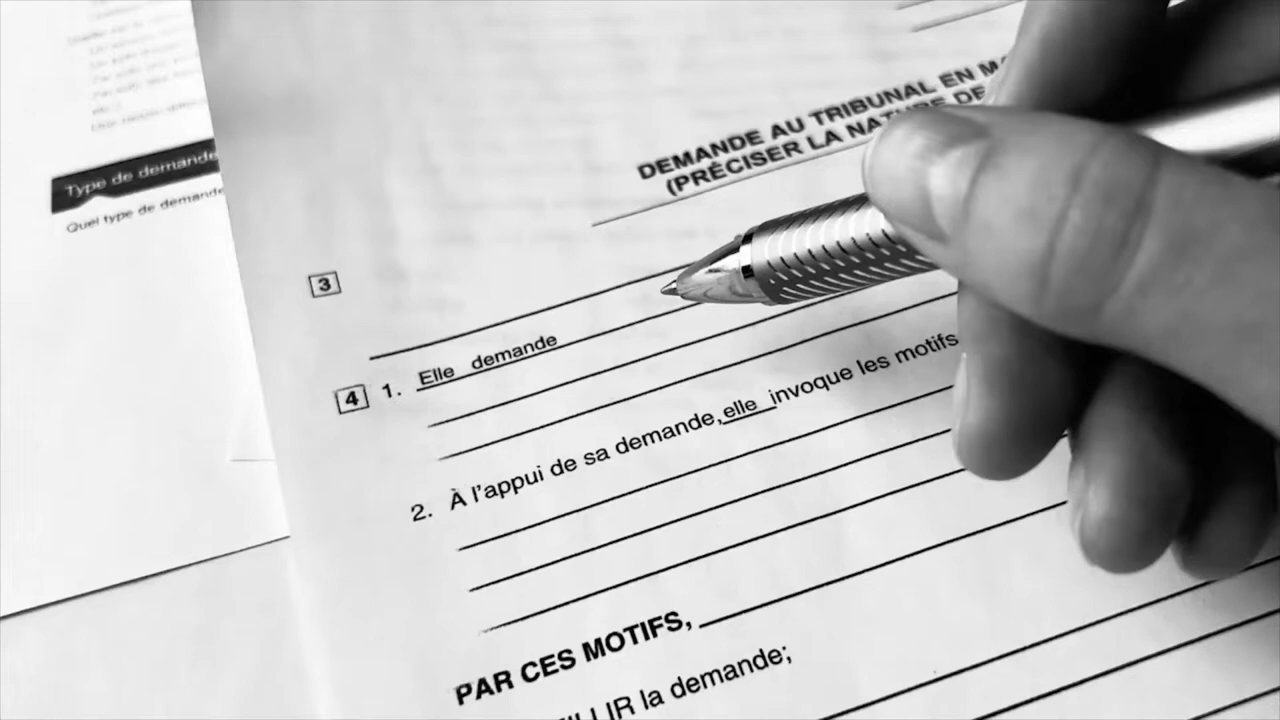 Type de demande
Quel type de demande
DEMANDE AU TRIBUNAL EN
(PRÉCISER LA NATURE DE
3
4 1. Elle demande
2. À l'appui de sa demande, elle invoque les motifs
PAR CES MOTIFS,
la demande;